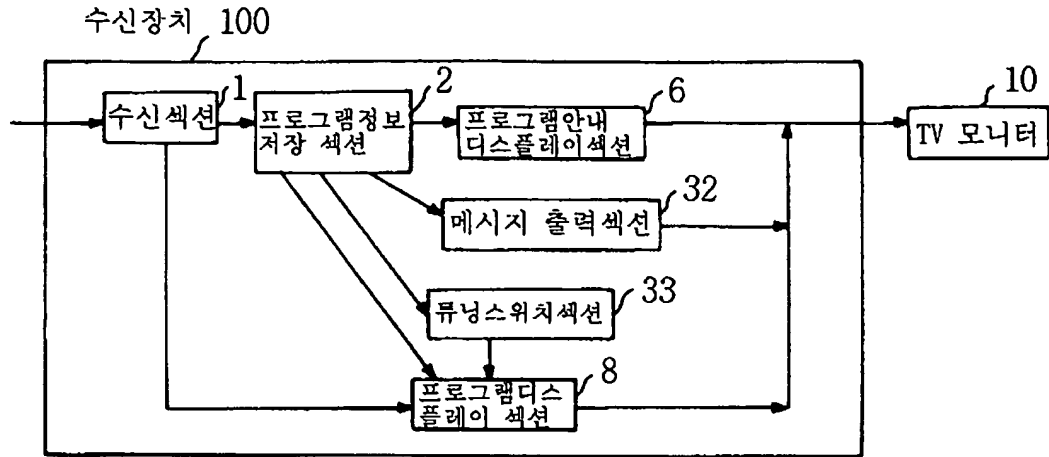 수신장치 100
수신섹션 1
프로그램정보
저장 섹션 2
프로그램안내
디스플레이섹션 6
TV 모니터 10
메시지 출력섹션 32
튜닝스위치섹션 33
프로그램디스
플레이 섹션 8